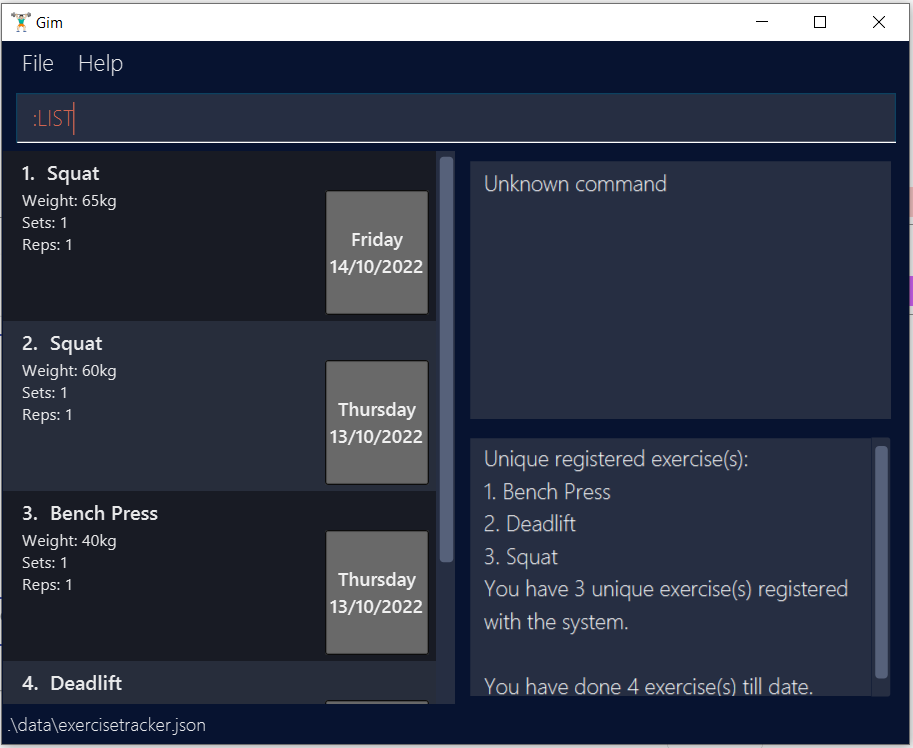 Gim
File Help
:LIST
1. Squat
Weight: 65kg
Sets: 1
Reps: 1
Friday
14/10/2022
2. Squat
Weight: 60kg
Sets: 1
Reps: 1
Thursday
13/10/2022
3. Bench Press
Weight: 40kg
Sets: 1
Reps: 1
Thursday
13/10/2022
4. Deadlift
Unknown command
Unique registered exercise(s):
1. Bench Press
2. Deadlift
3. Squat
You have 3 unique exercise(s) registered
with the system.
You have done 4 exercise(s) till date.
.\data\exercisetracker.json